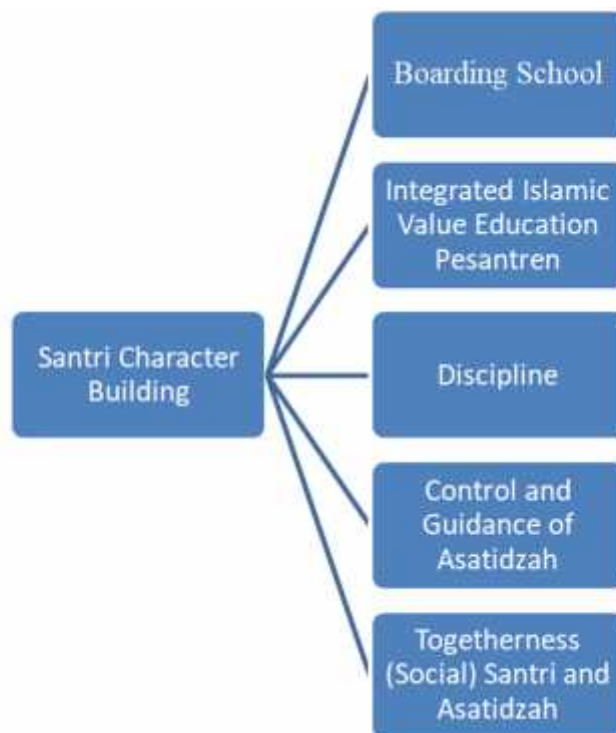 Boarding School
Integrated Islamic
Value Education
Pesantren
Santri Character
Building
Discipline
Control and
Guidance of
Asatidzah
Togetherness
(Social) Santri and
Asatidzah